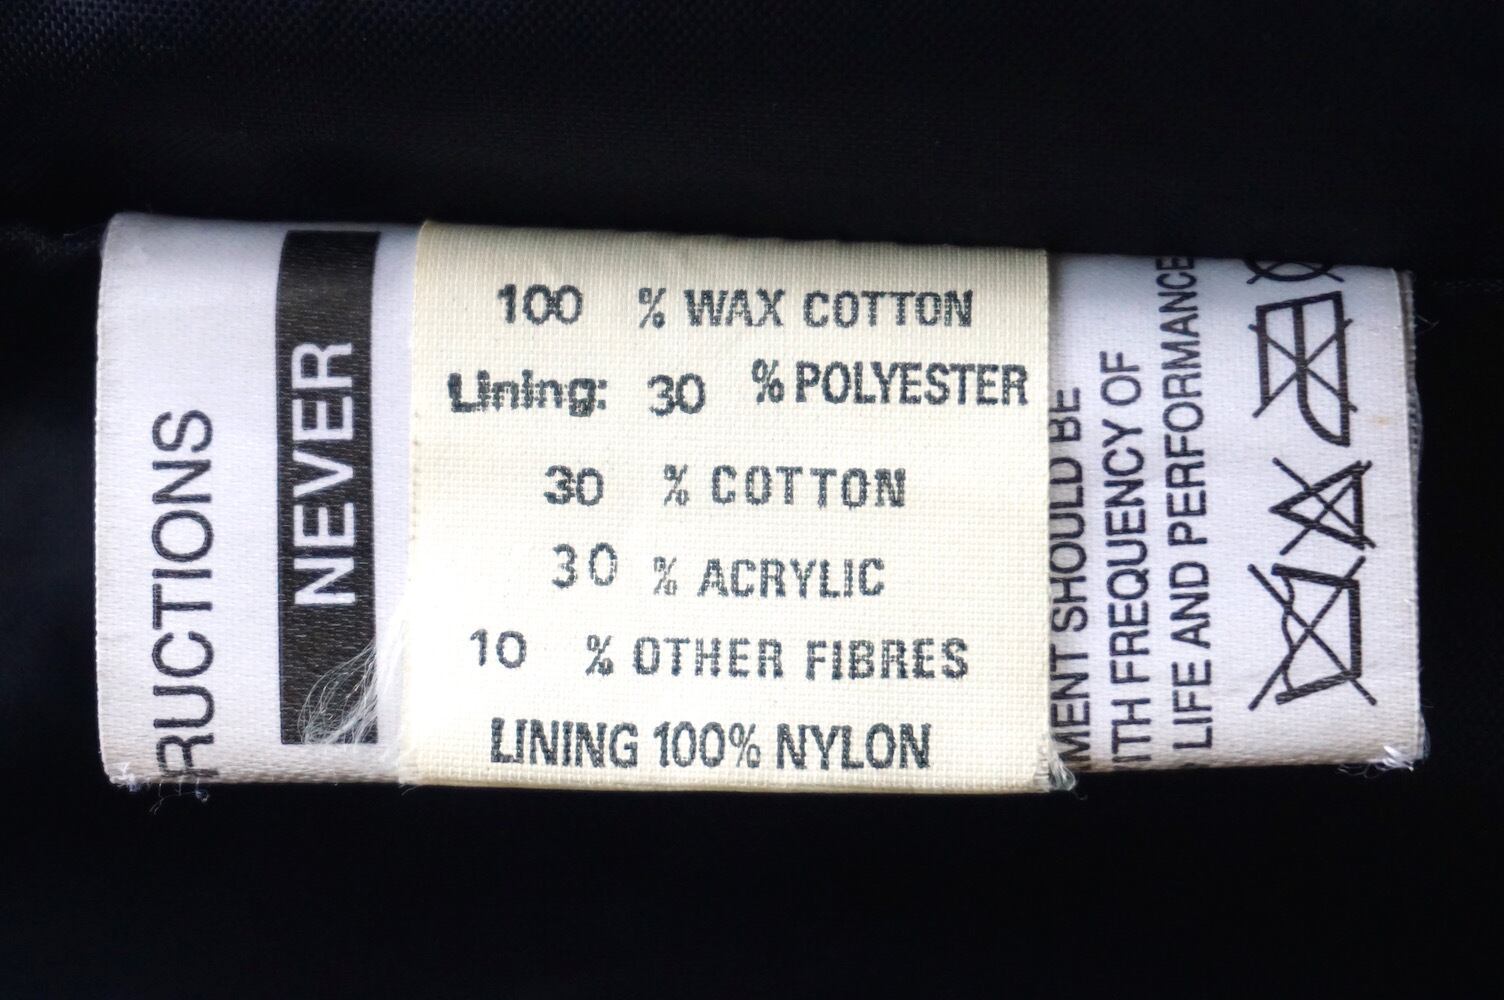 RUCTIONS
NEVER
100 % WAX COTTON
Lining: 30 % POLYESTER
30 % COTTON
30 % ACRYLIC
10 % OTHER FIBRES
LINING 100% NYLON
MENT SHOULD BE
ITH FREQUENCY OF
LIFE AND PERFORMANCE